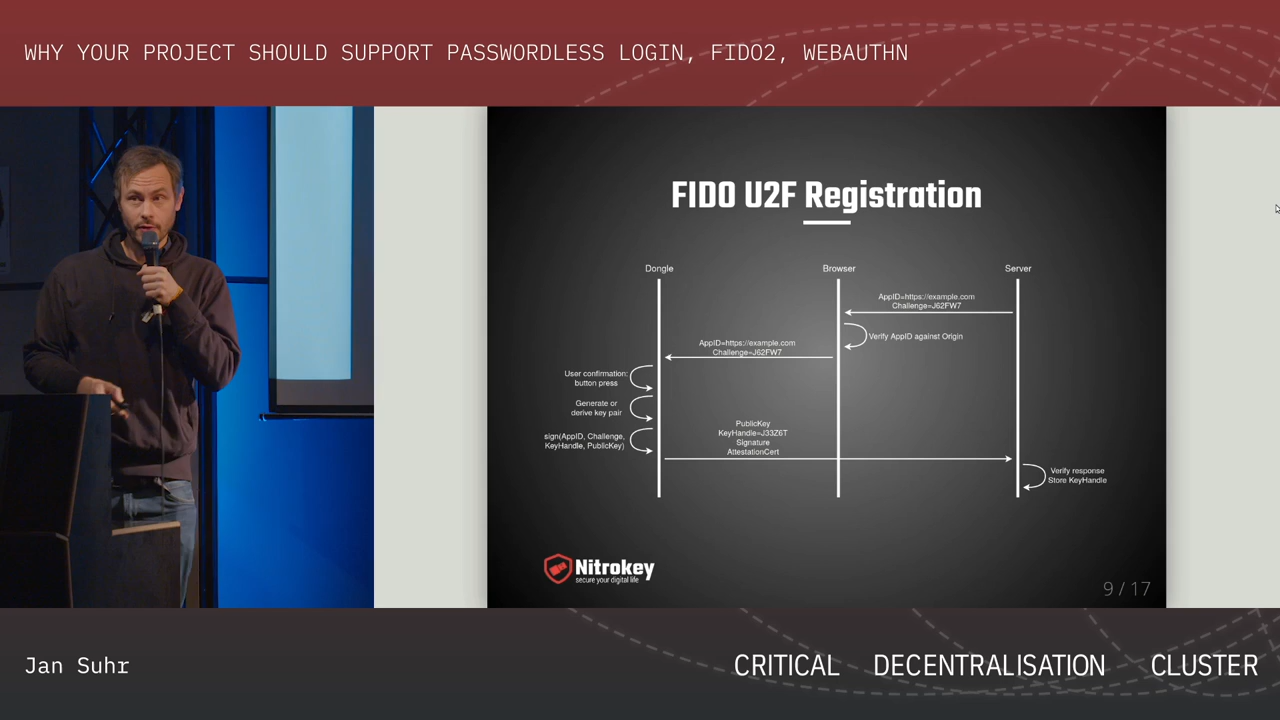 WHY YOUR PROJECT SHOULD SUPPORT PASSWORDLESS LOGIN, FIDO2, WEBAUTHN
FIDO U2F Registration
Dongle
Browser
Server
AppID=https://example.com
Challenge=J62FW7
Verify AppID against Origin
AppID=https://example.com
Challenge=J62FW7
User confirmation:
button press
Generate or
derive key pair
sign(AppID, Challenge,
KeyHandle, PublicKey)
PublicKey
KeyHandle=J33Z6T
Signature
AttestationCert
Verify response
Store KeyHandle
Nitrokey
secure your digital life
9 / 17
Jan Suhr
CRITICAL DECENTRALISATION CLUSTER